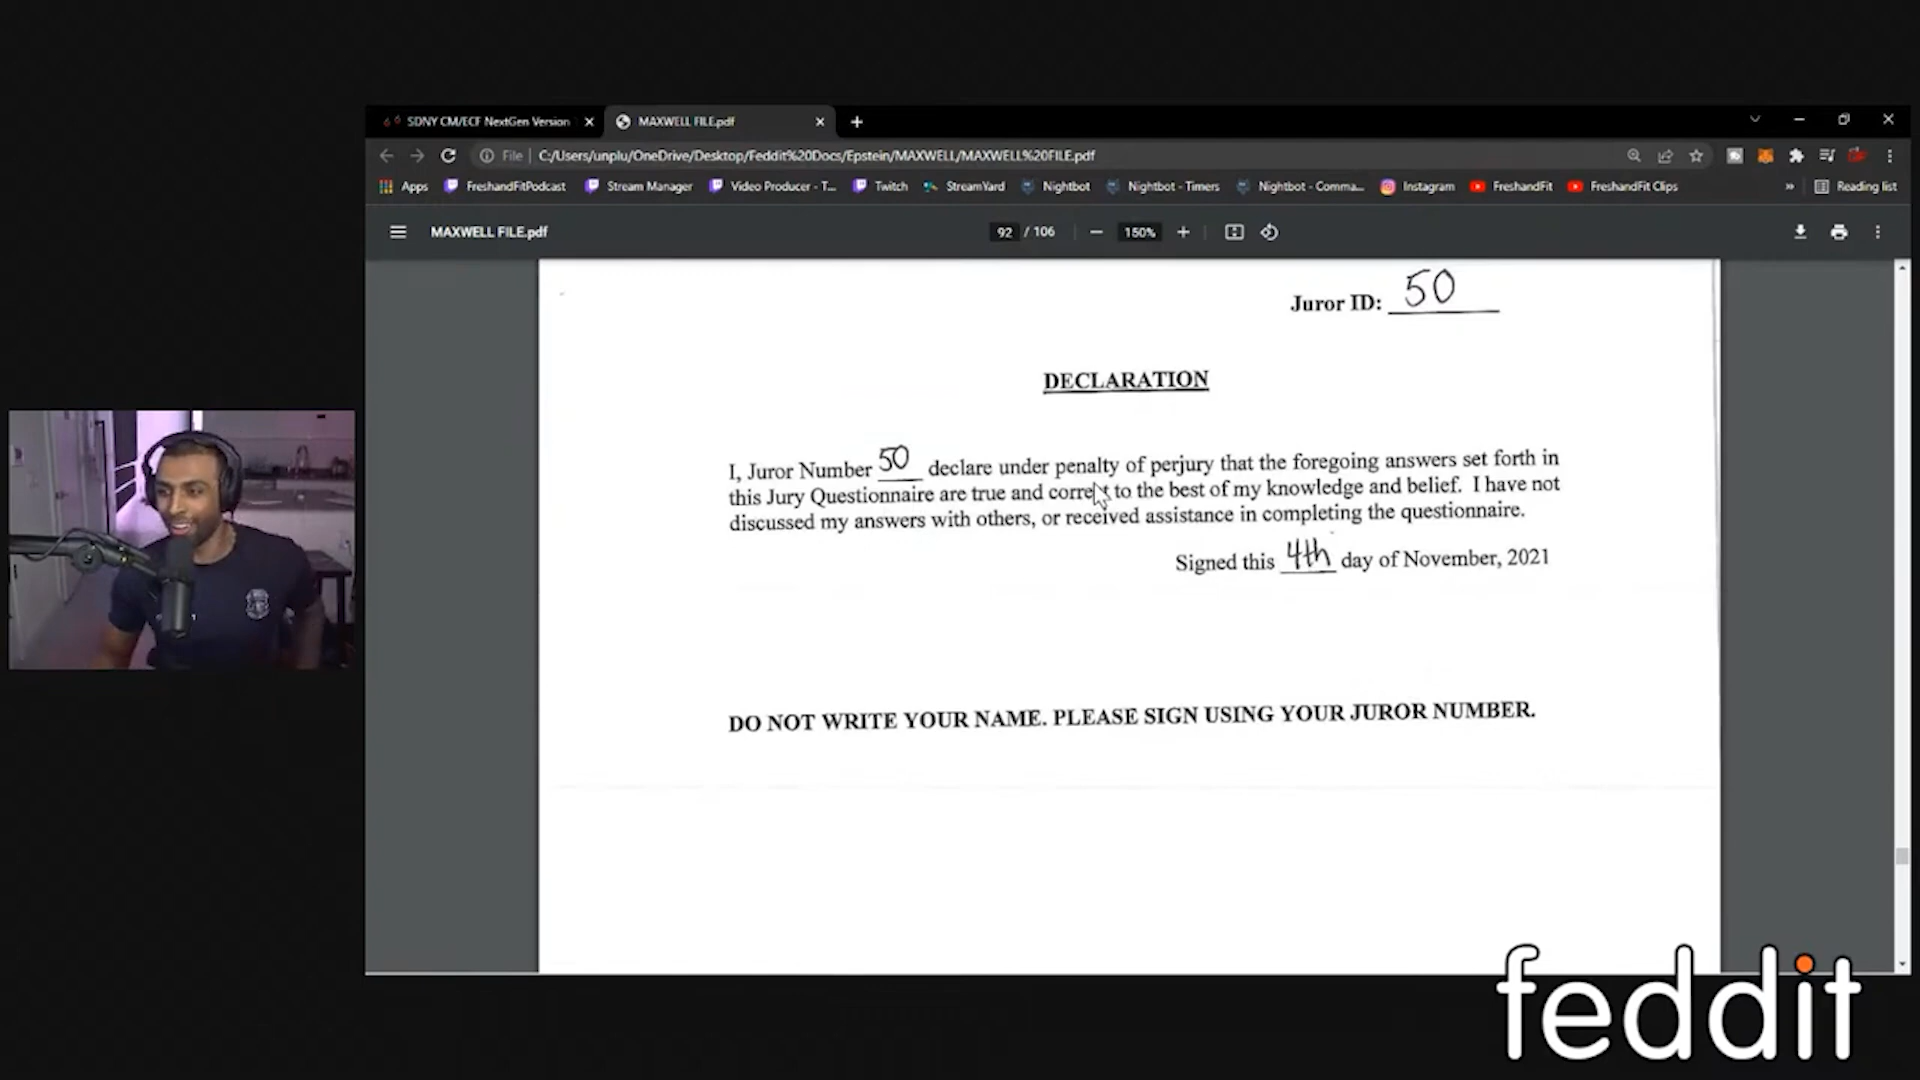 SDNY CM/ECF NextGen Version
MAXWELL FILE.pdf
File
C:/Users/unplu/OneDrive/Desktop/Feddit%20Docs/Epstein/MAXWELL/MAXWELL%20FILE.pdf
Apps FreshandFitPodcast Stream Manager Video Producer - T... Twitch StreamYard Nightbot Nightbot - Timers Nightbot - Comma... Instagram FreshandFit FreshandFit Clips » Reading list
MAXWELL FILE.pdf 92 / 106 — 150% +
Juror ID: 50
DECLARATION
I, Juror Number 50 declare under penalty of perjury that the foregoing answers set forth in
this Jury Questionnaire are true and correct to the best of my knowledge and belief. I have not
discussed my answers with others, or received assistance in completing the questionnaire.
Signed this 4th day of November, 2021
DO NOT WRITE YOUR NAME. PLEASE SIGN USING YOUR JUROR NUMBER.
feddit